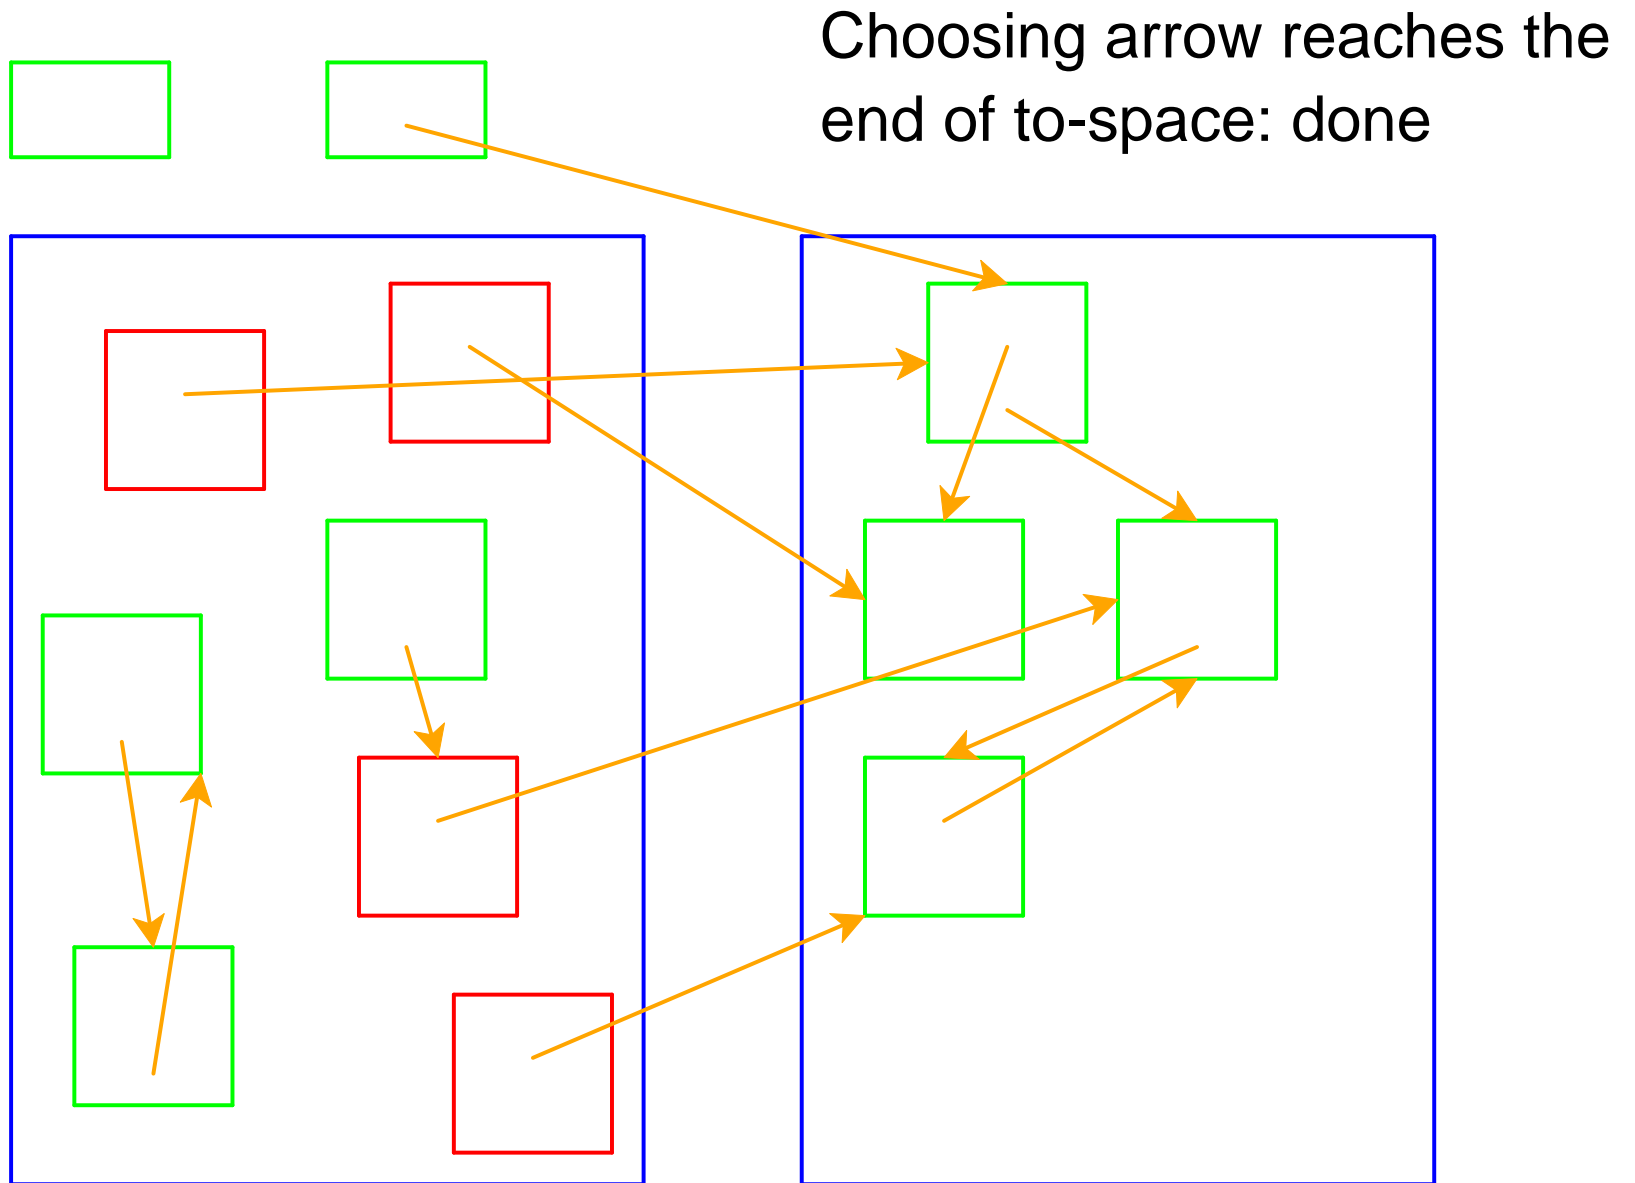 Choosing arrow reaches the
end of to-space: done